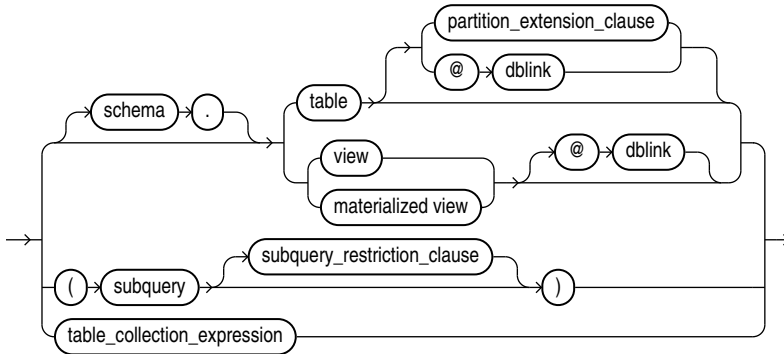 partition_extension_clause
@ dblink
schema . table
view @ dblink
materialized view
subquery_restriction_clause
( subquery )
table_collection_expression